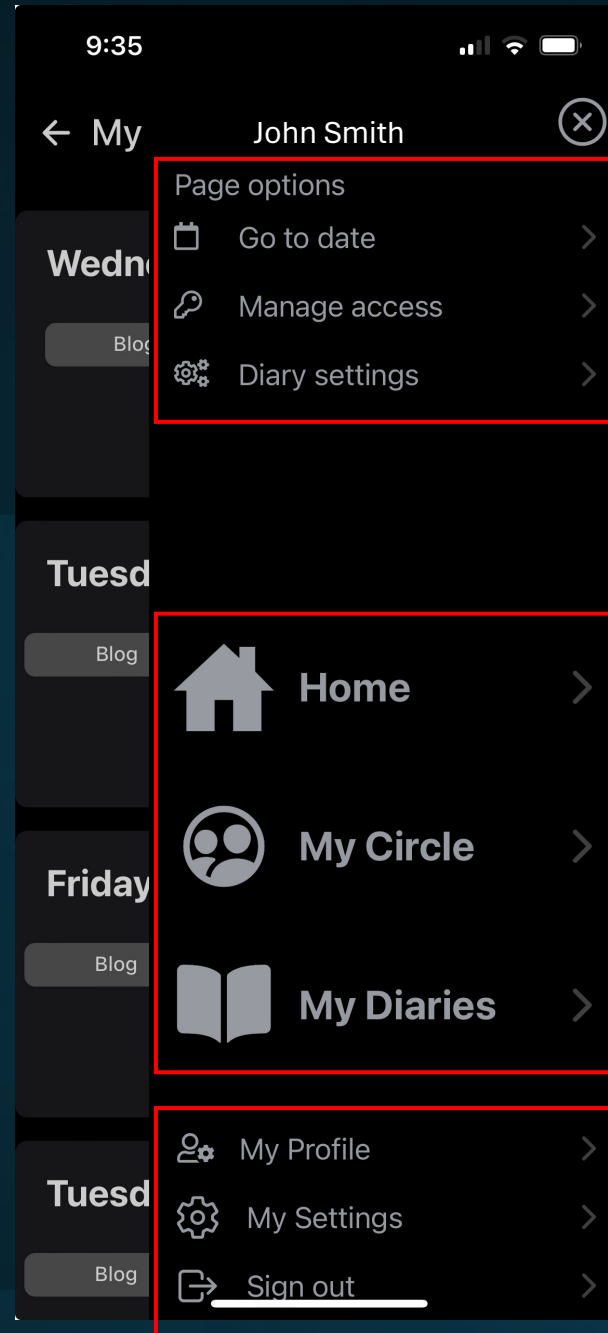 9:35
← My
John Smith
Page options
Go to date
Manage access
Diary settings
Wedn
Blog
Tuesd
Blog
Home
My Circle
Friday
Blog
My Diaries
My Profile
Tuesd
My Settings
Blog
Sign out